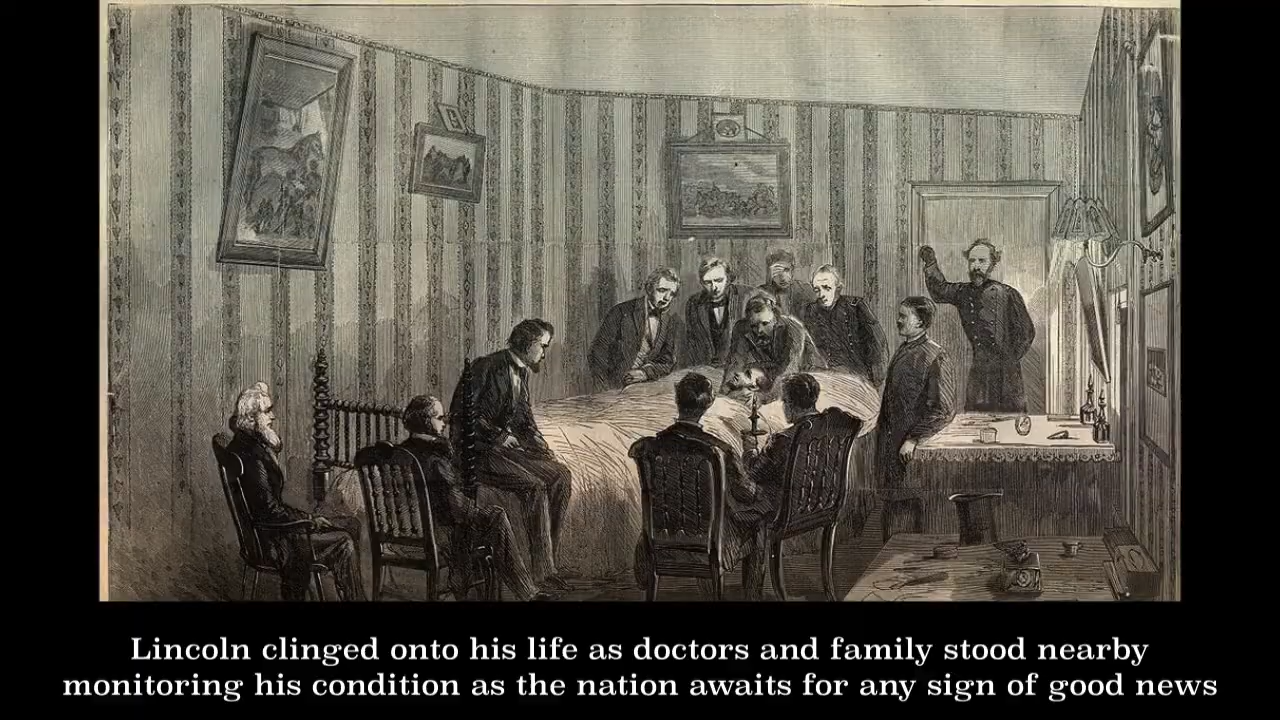 Lincoln clinged onto his life as doctors and family stood nearby
monitoring his condition as the nation awaits for any sign of good news